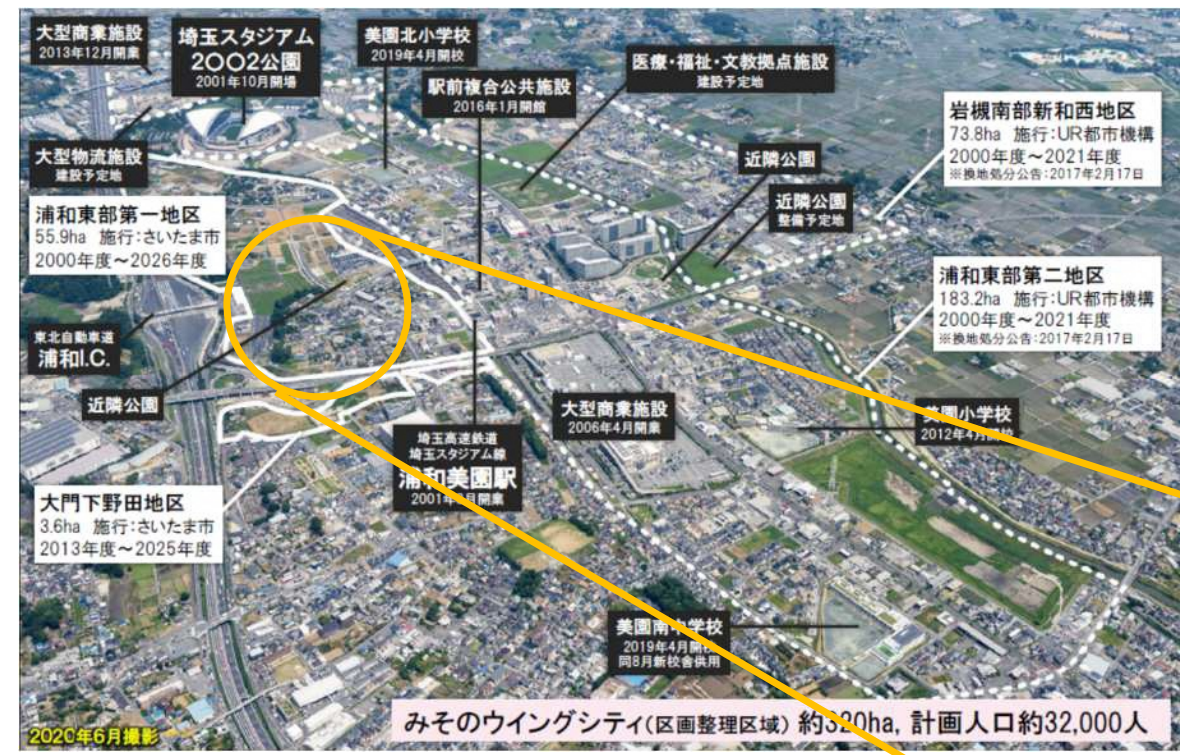 大型商業施設
2013年12月開業
埼玉スタジアム
2〇〇2公園
2001年10月開場
美園北小学校
2019年4月開校
駅前複合公共施設
2016年1月開館
医療・福祉・文教拠点施設
建設予定地
岩槻南部新和西地区
73.8ha 施行：UR都市機構
2000年度～2021年度
※換地処分公告：2017年2月17日
大型物流施設
建設予定地
近隣公園
近隣公園
整備予定地
浦和東部第一地区
55.9ha 施行：さいたま市
2000年度～2026年度
浦和東部第二地区
183.2ha 施行：UR都市機構
2000年度～2021年度
※換地処分公告：2017年2月17日
東北自動車道
浦和I.C.
近隣公園
大型商業施設
2006年4月開業
美園小学校
2012年4月開校
埼玉高速鉄道
埼玉スタジアム線
浦和美園駅
2001年3月開業
大門下野田地区
3.6ha 施行：さいたま市
2013年度～2025年度
美園南中学校
2019年4月開校
同8月新校舎供用
みそのウイングシティ(区画整理区域) 約320ha, 計画人口約32,000人
2020年6月撮影